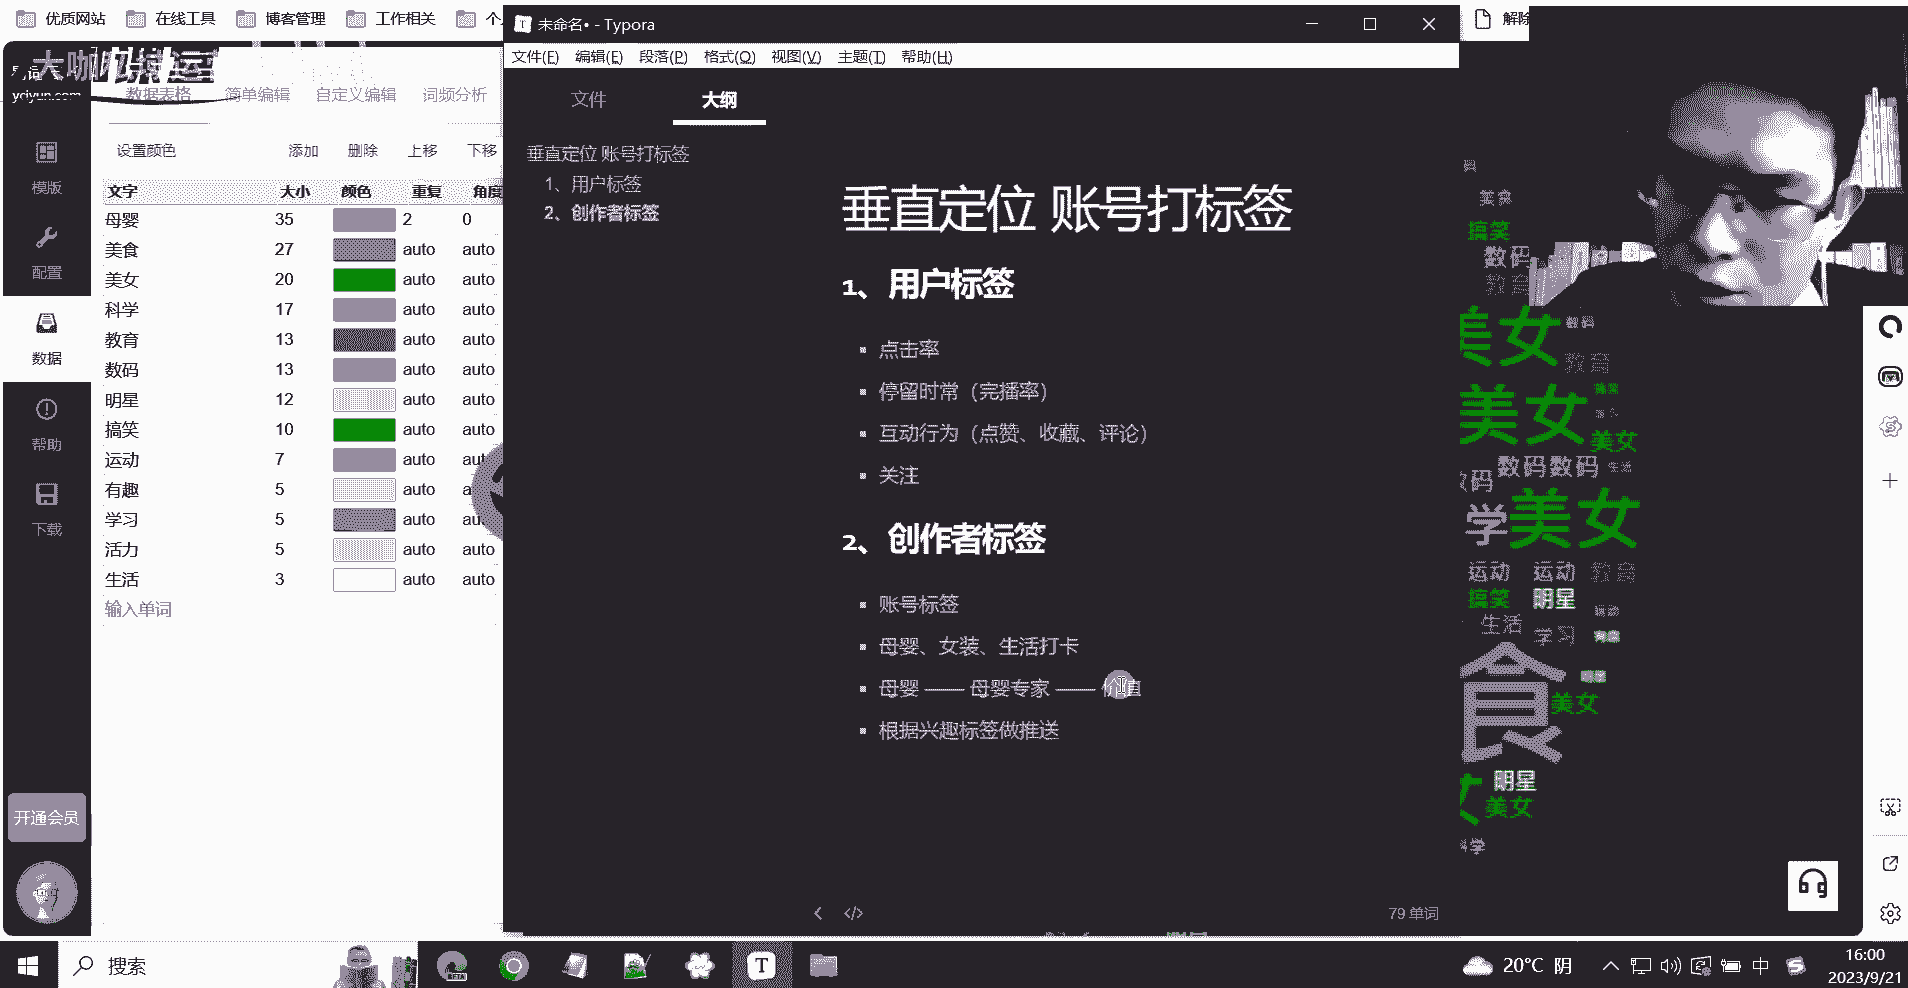 优质网站
在线工具
博客管理
工作相关
未命名• - Typora
解除
文件(F) 编辑(E) 段落(P) 格式(O) 视图(V) 主题(T) 帮助(H)
yciyun.com
数据表格
简单编辑
自定义编辑
词频分析
文件
大纲
设置颜色
添加
删除
上移
下移
垂直定位 账号打标签
1、用户标签
2、创作者标签
模版
配置
数据
帮助
下载
开通会员
文字 大小 颜色 重复 角度
母婴 35 2 0
美食 27 auto auto
美女 20 auto auto
科学 17 auto auto
教育 13 auto auto
数码 13 auto auto
明星 12 auto auto
搞笑 10 auto auto
运动 7 auto
有趣 5 auto
学习 5 auto
活力 5 auto auto
生活 3 auto auto
输入单词
垂直定位 账号打标签
1、用户标签
点击率
停留时常（完播率）
互动行为（点赞、收藏、评论）
关注
2、创作者标签
账号标签
母婴、女装、生活打卡
母婴 —— 母婴专家 —— 价值
根据兴趣标签做推送
79 单词
美食
搞笑
数码
教育
美女
数码
教育
美女
美女
数码数码
生活
学
美女
运动 运动 教育
搞笑 明星
生活 学习
食
美女
明星
美女
搜索
20°C 阴
中
16:00
2023/9/21